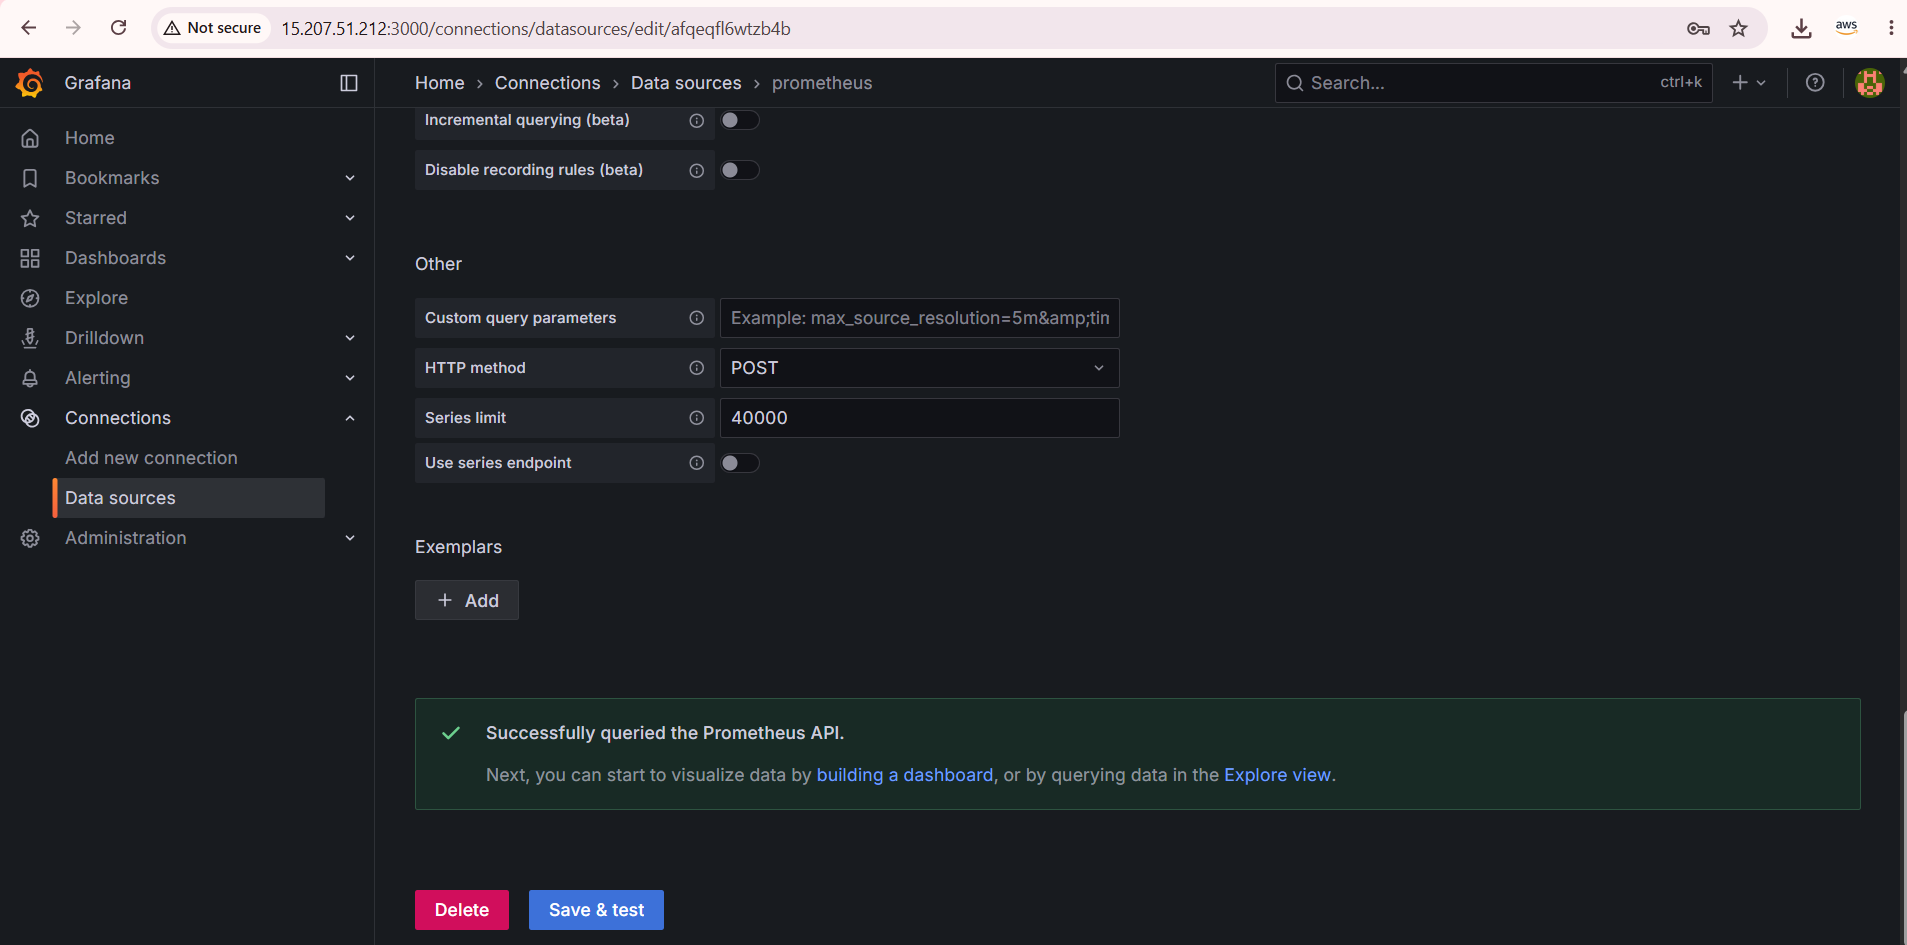 Not secure
15.207.51.212:3000/connections/datasources/edit/afqeqfl6wtzb4b
aws
Grafana
Home › Connections › Data sources › prometheus
Search...
ctrl+k
Home
Bookmarks
Starred
Dashboards
Explore
Drilldown
Alerting
Connections
Add new connection
Data sources
Administration
Incremental querying (beta)
Disable recording rules (beta)
Other
Custom query parameters
Example: max_source_resolution=5m&amp;tin
HTTP method
POST
Series limit
40000
Use series endpoint
Exemplars
+ Add
Successfully queried the Prometheus API.
Next, you can start to visualize data by building a dashboard, or by querying data in the Explore view.
Delete
Save & test